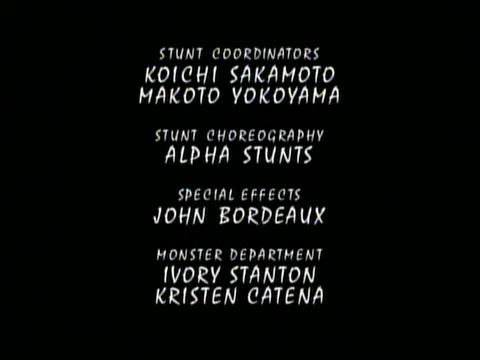 STUNT COORDINATORS
KOICHI SAKAMOTO
MAKOTO YOKOYAMA
STUNT CHOREOGRAPHY
ALPHA STUNTS
SPECIAL EFFECTS
JOHN BORDEAUX
MONSTER DEPARTMENT
IVORY STANTON
KRISTEN CATENA